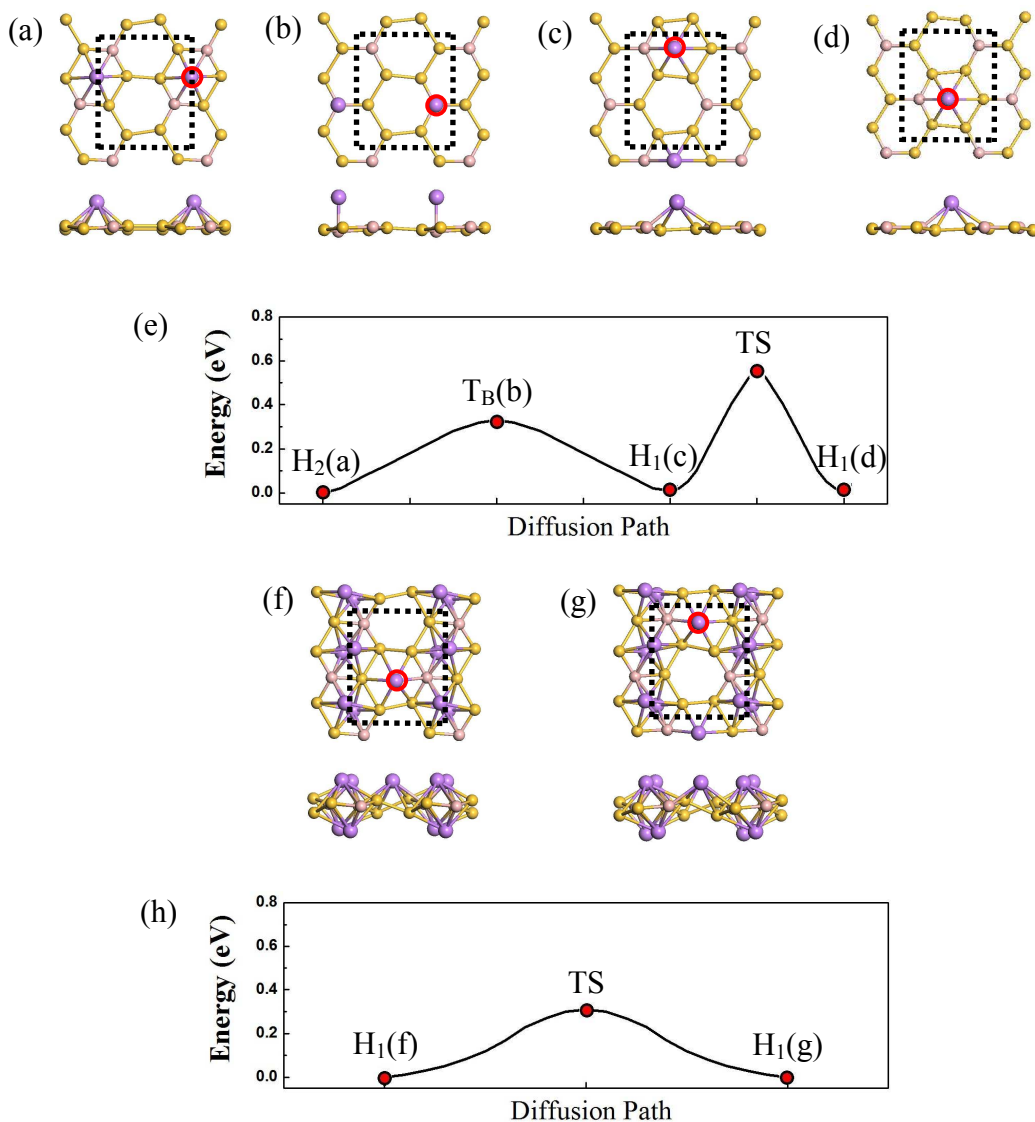 (a)
(b)
(c)
(d)
(e)
Energy (eV)
0.8
0.6
0.4
0.2
0.0
H₂(a)
T_B(b)
H₁(c)
TS
H₁(d)
Diffusion Path
(f)
(g)
(h)
Energy (eV)
0.8
0.6
0.4
0.2
0.0
H₁(f)
TS
H₁(g)
Diffusion Path